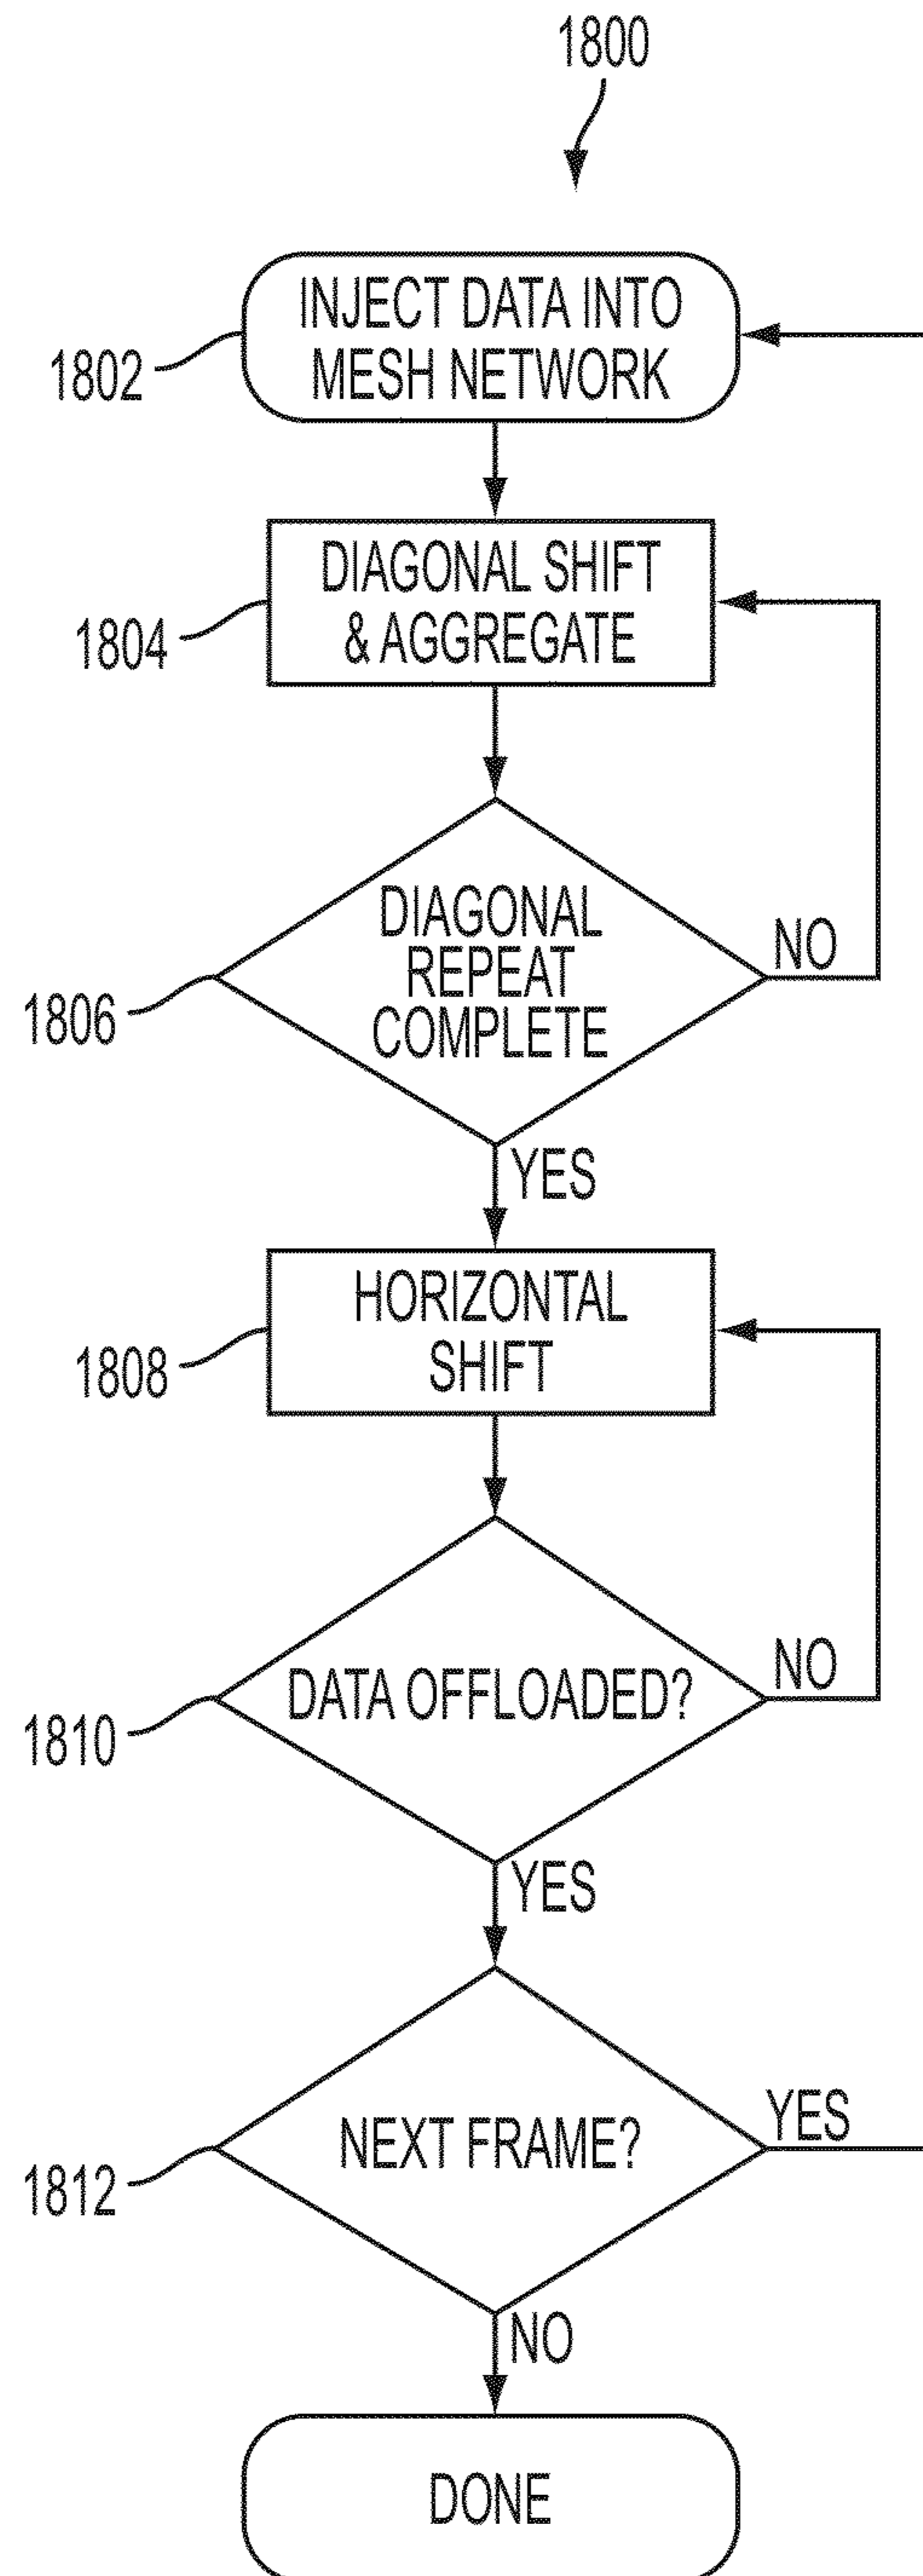 1800
INJECT DATA INTO
MESH NETWORK
1802
DIAGONAL SHIFT
& AGGREGATE
1804
DIAGONAL
REPEAT
COMPLETE
NO
1806
YES
HORIZONTAL
SHIFT
1808
DATA OFFLOADED?
NO
1810
YES
NEXT FRAME?
YES
1812
NO
DONE